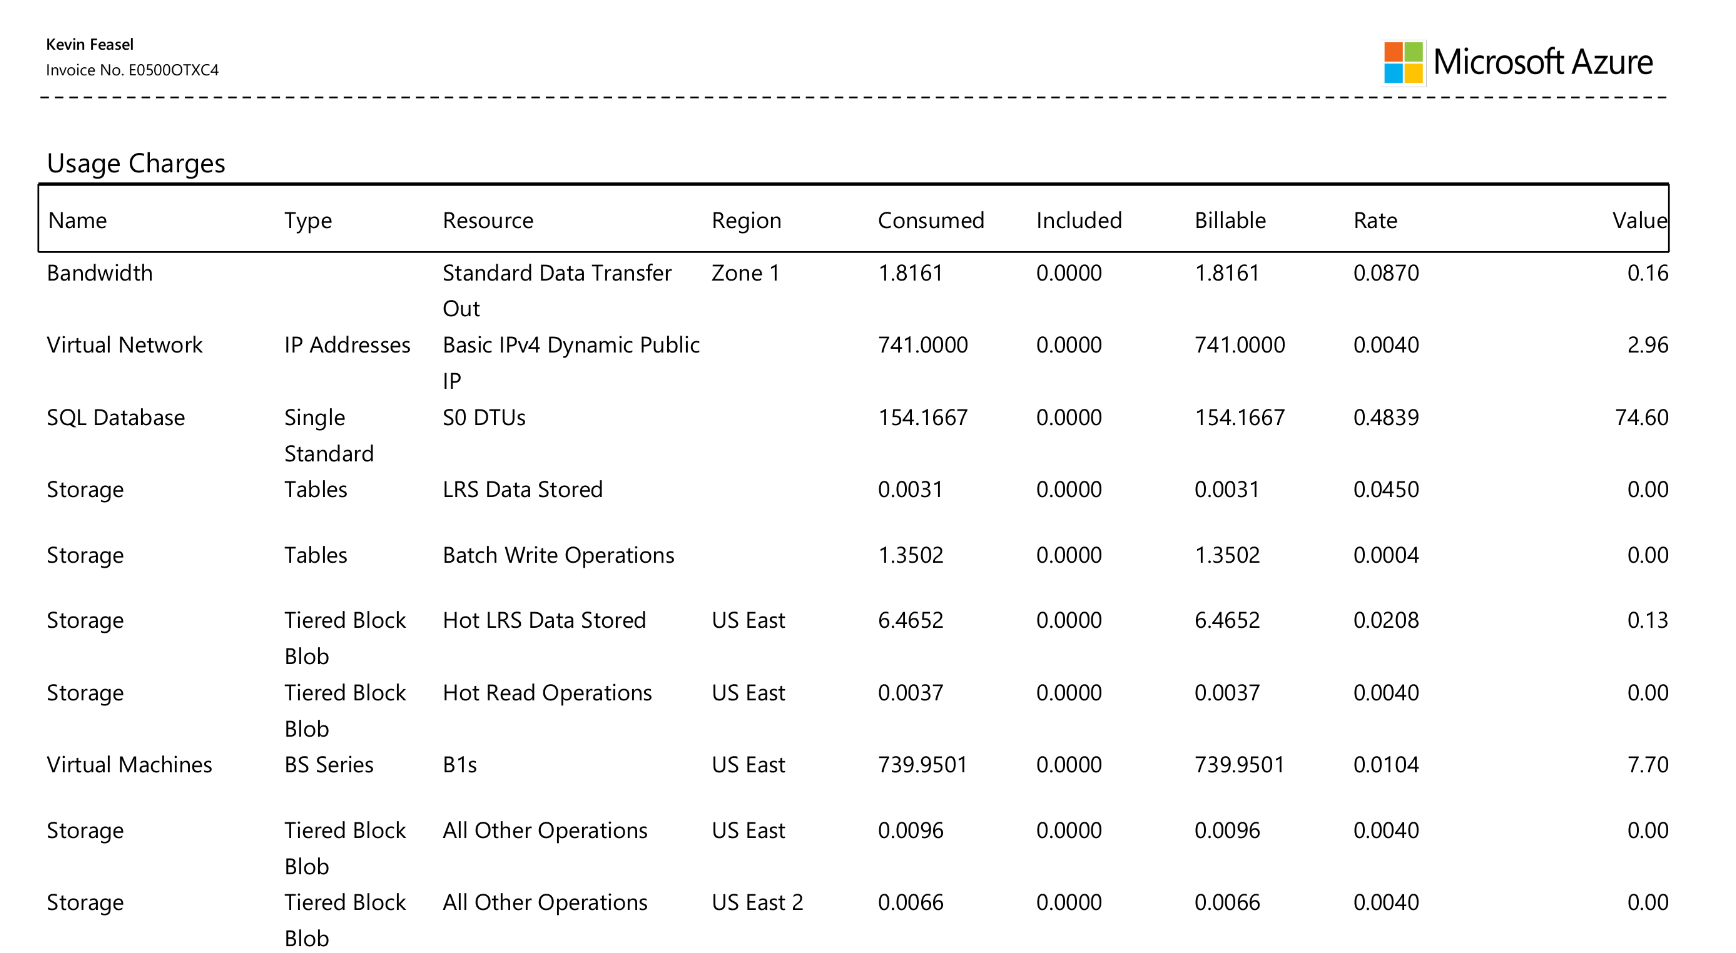 Kevin Feasel
Invoice No. E0500OTXC4
Microsoft Azure
Usage Charges
Name Type Resource Region Consumed Included Billable Rate Value
Bandwidth Standard Data Transfer Zone 1 1.8161 0.0000 1.8161 0.0870 0.16
Out
Virtual Network IP Addresses Basic IPv4 Dynamic Public 741.0000 0.0000 741.0000 0.0040 2.96
IP
SQL Database Single S0 DTUs 154.1667 0.0000 154.1667 0.4839 74.60
Standard
Storage Tables LRS Data Stored 0.0031 0.0000 0.0031 0.0450 0.00
Storage Tables Batch Write Operations 1.3502 0.0000 1.3502 0.0004 0.00
Storage Tiered Block Hot LRS Data Stored US East 6.4652 0.0000 6.4652 0.0208 0.13
Blob
Storage Tiered Block Hot Read Operations US East 0.0037 0.0000 0.0037 0.0040 0.00
Blob
Virtual Machines BS Series B1s US East 739.9501 0.0000 739.9501 0.0104 7.70
Storage Tiered Block All Other Operations US East 0.0096 0.0000 0.0096 0.0040 0.00
Blob
Storage Tiered Block All Other Operations US East 2 0.0066 0.0000 0.0066 0.0040 0.00
Blob